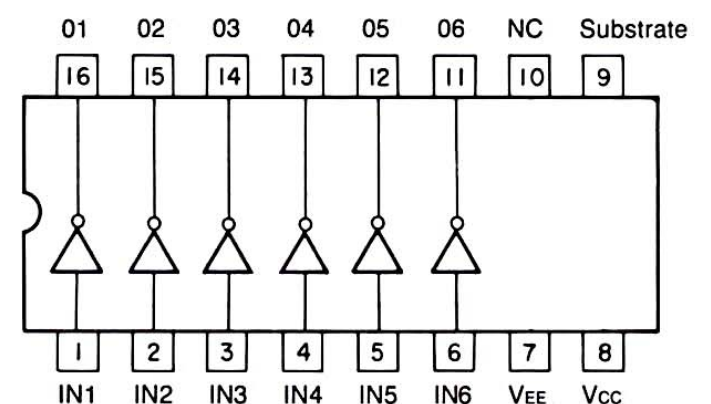 01 02 03 04 05 06 NC Substrate
16 15 14 13 12 11 10 9
1 2 3 4 5 6 7 8
IN1 IN2 IN3 IN4 IN5 IN6 VEE VCC